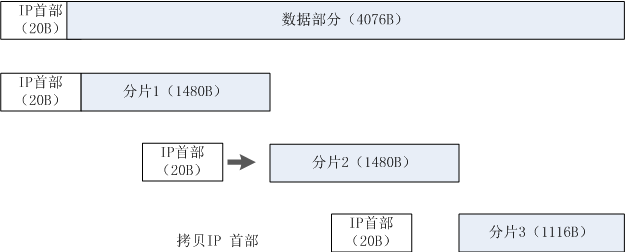 IP首部
(20B)
数据部分（4076B）
IP首部
(20B)
分片1（1480B）
IP首部
（20B）
分片2（1480B）
拷贝IP 首部
IP首部
(20B)
分片3（1116B）